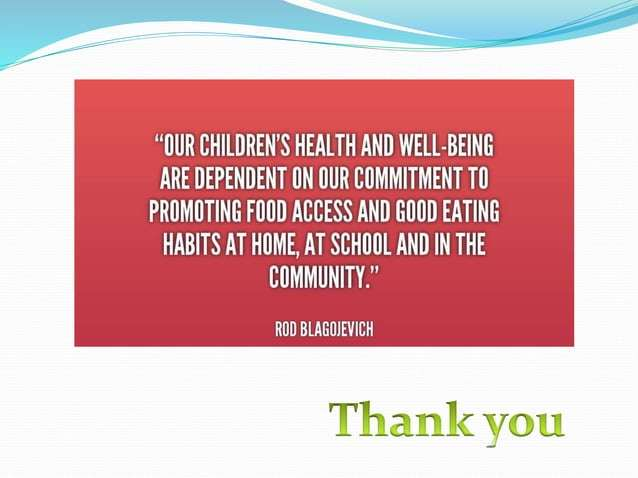 “OUR CHILDREN’S HEALTH AND WELL-BEING
ARE DEPENDENT ON OUR COMMITMENT TO
PROMOTING FOOD ACCESS AND GOOD EATING
HABITS AT HOME, AT SCHOOL AND IN THE
COMMUNITY.”
ROD BLAGOJEVICH
Thank you